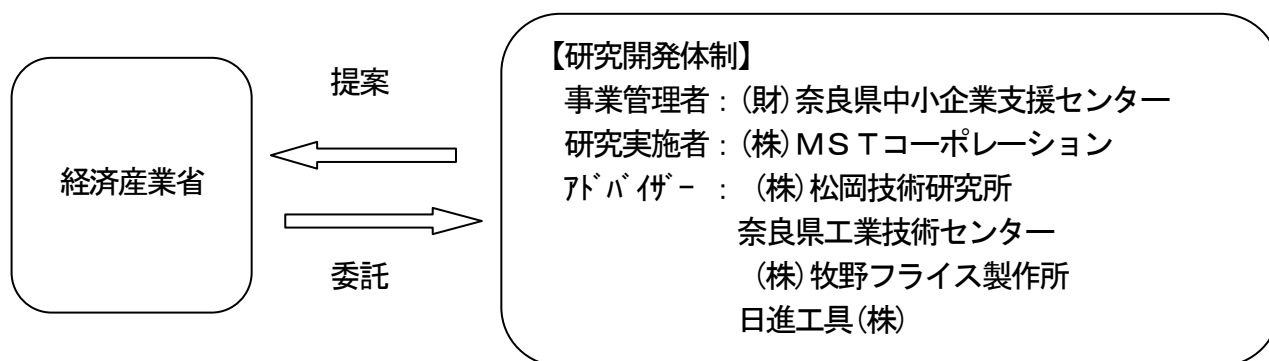 経済産業省
提案
委託
【研究開発体制】
事業管理者：(財)奈良県中小企業支援センター
研究実施者：(株)ＭＳＴコーポレーション
ｱﾄﾞﾊﾞｲｻﾞｰ ： (株)松岡技術研究所
奈良県工業技術センター
(株)牧野フライス製作所
日進工具(株)